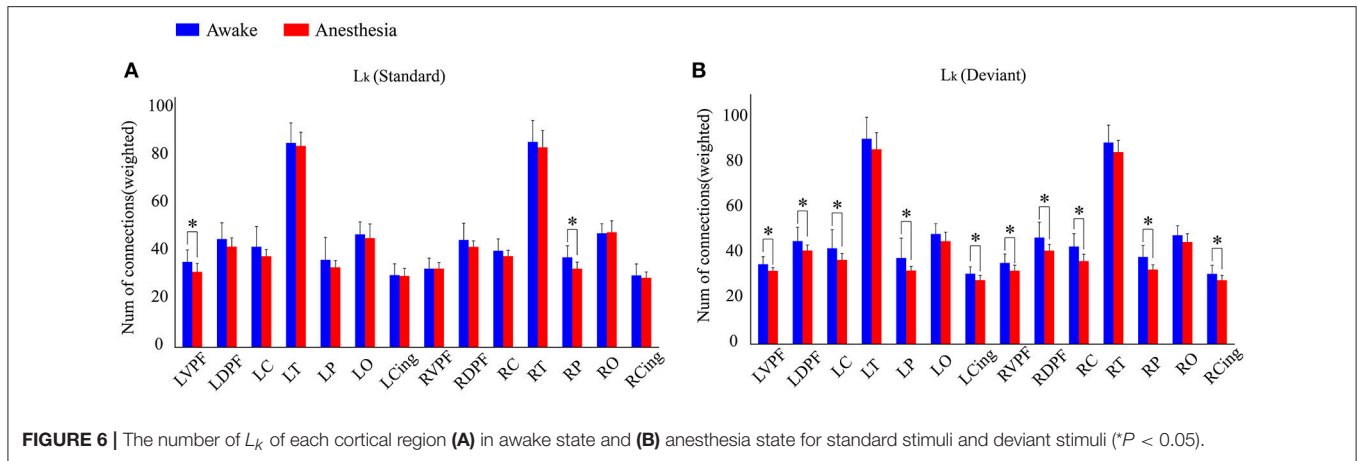 Awake Anesthesia
A
Lk (Standard)
Num of connections(weighted)
100
80
60
40
20
0
LVPF LDPF LC LT LP LO LCing RVPF RDPF RC RT RP RO RCing
* *
B
Lk (Deviant)
Num of connections(weighted)
100
80
60
40
20
0
LVPF LDPF LC LT LP LO LCing RVPF RDPF RC RT RP RO RCing
* * * * * * * * * *
FIGURE 6 | The number of Lk of each cortical region (A) in awake state and (B) anesthesia state for standard stimuli and deviant stimuli (*P < 0.05).